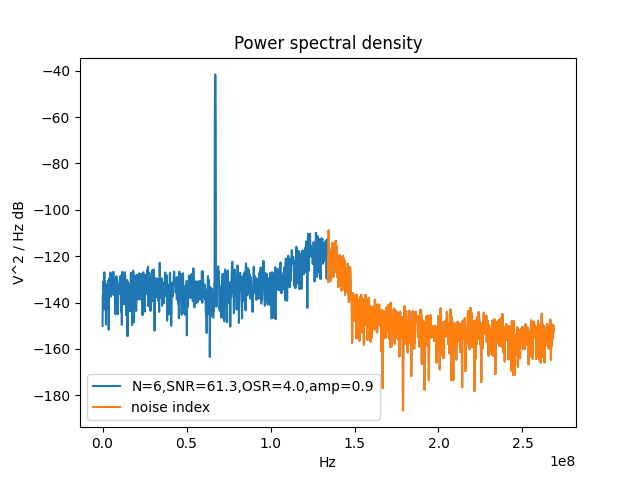 Power spectral density
V^2 / Hz dB
−40
−60
−80
−100
−120
−140
−160
−180
N=6,SNR=61.3,OSR=4.0,amp=0.9
noise index
0.0 0.5 1.0 1.5 2.0 2.5
1e8
Hz